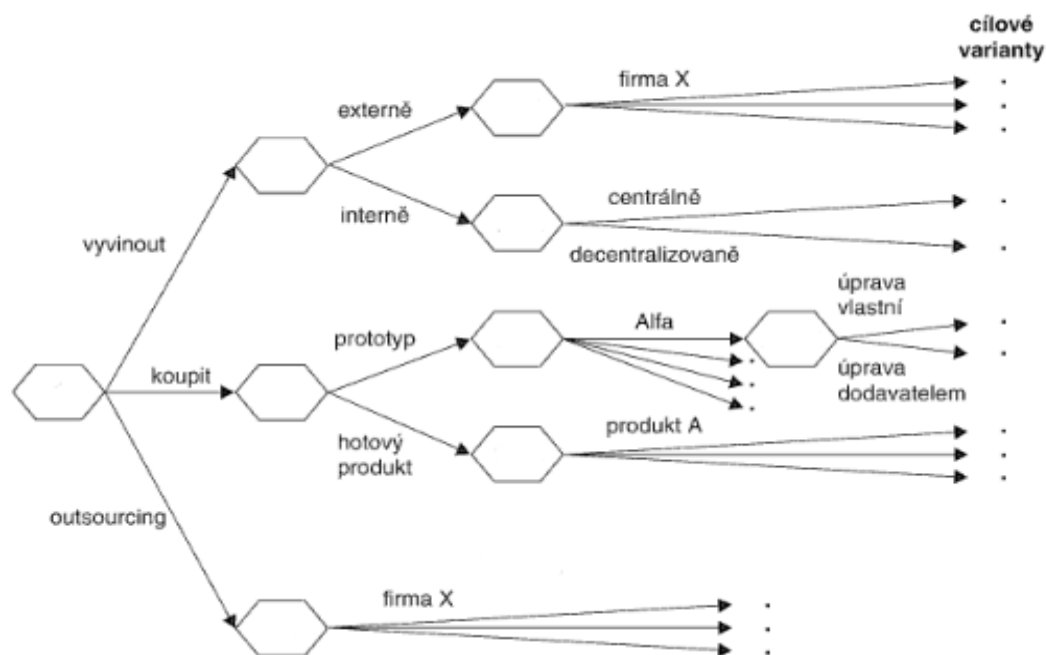 cílové
varianty
firma X
externě
interně
centrálně
decentralizovaně
vyvinout
úprava
vlastní
Alfa
prototyp
koupit
úprava
dodavatelem
hotový
produkt
produkt A
outsourcing
firma X